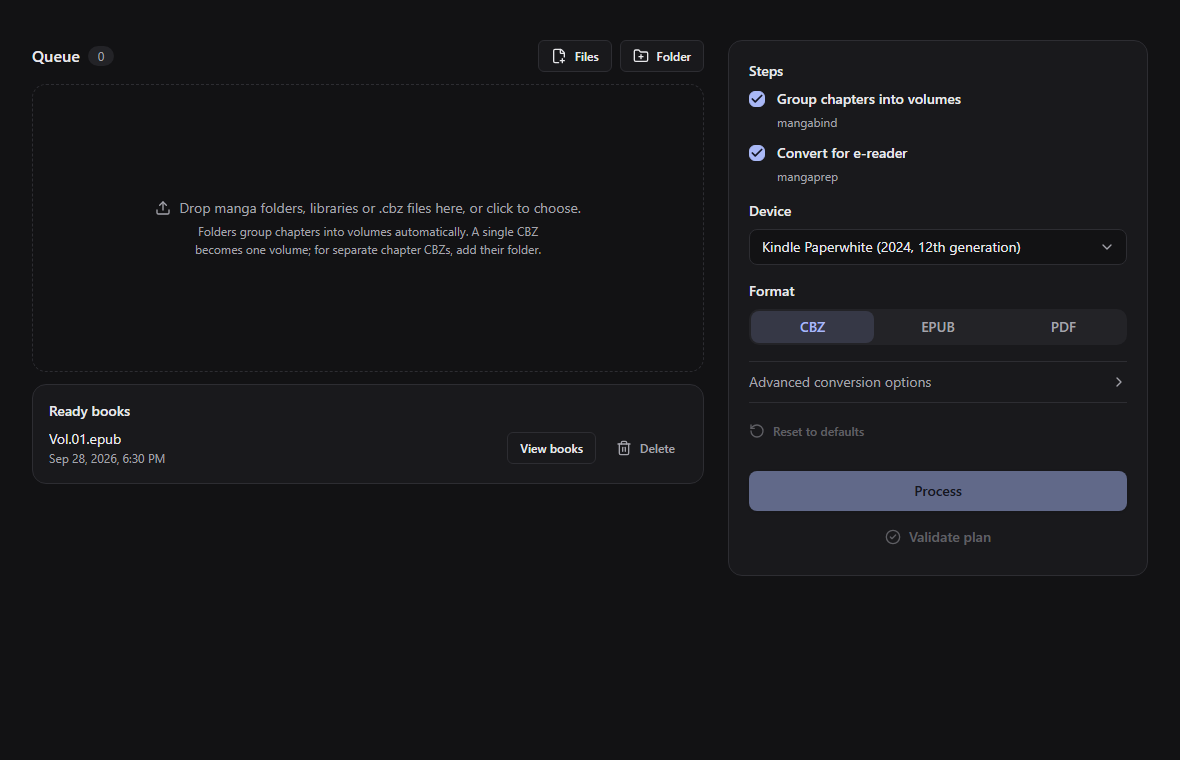 Queue 0
Files
Folder
Drop manga folders, libraries or .cbz files here, or click to choose.
Folders group chapters into volumes automatically. A single CBZ
becomes one volume; for separate chapter CBZs, add their folder.
Ready books
Vol.01.epub
Sep 28, 2026, 6:30 PM
View books
Delete
Steps
Group chapters into volumes
mangabind
Convert for e-reader
mangaprep
Device
Kindle Paperwhite (2024, 12th generation)
Format
CBZ EPUB PDF
Advanced conversion options
Reset to defaults
Process
Validate plan